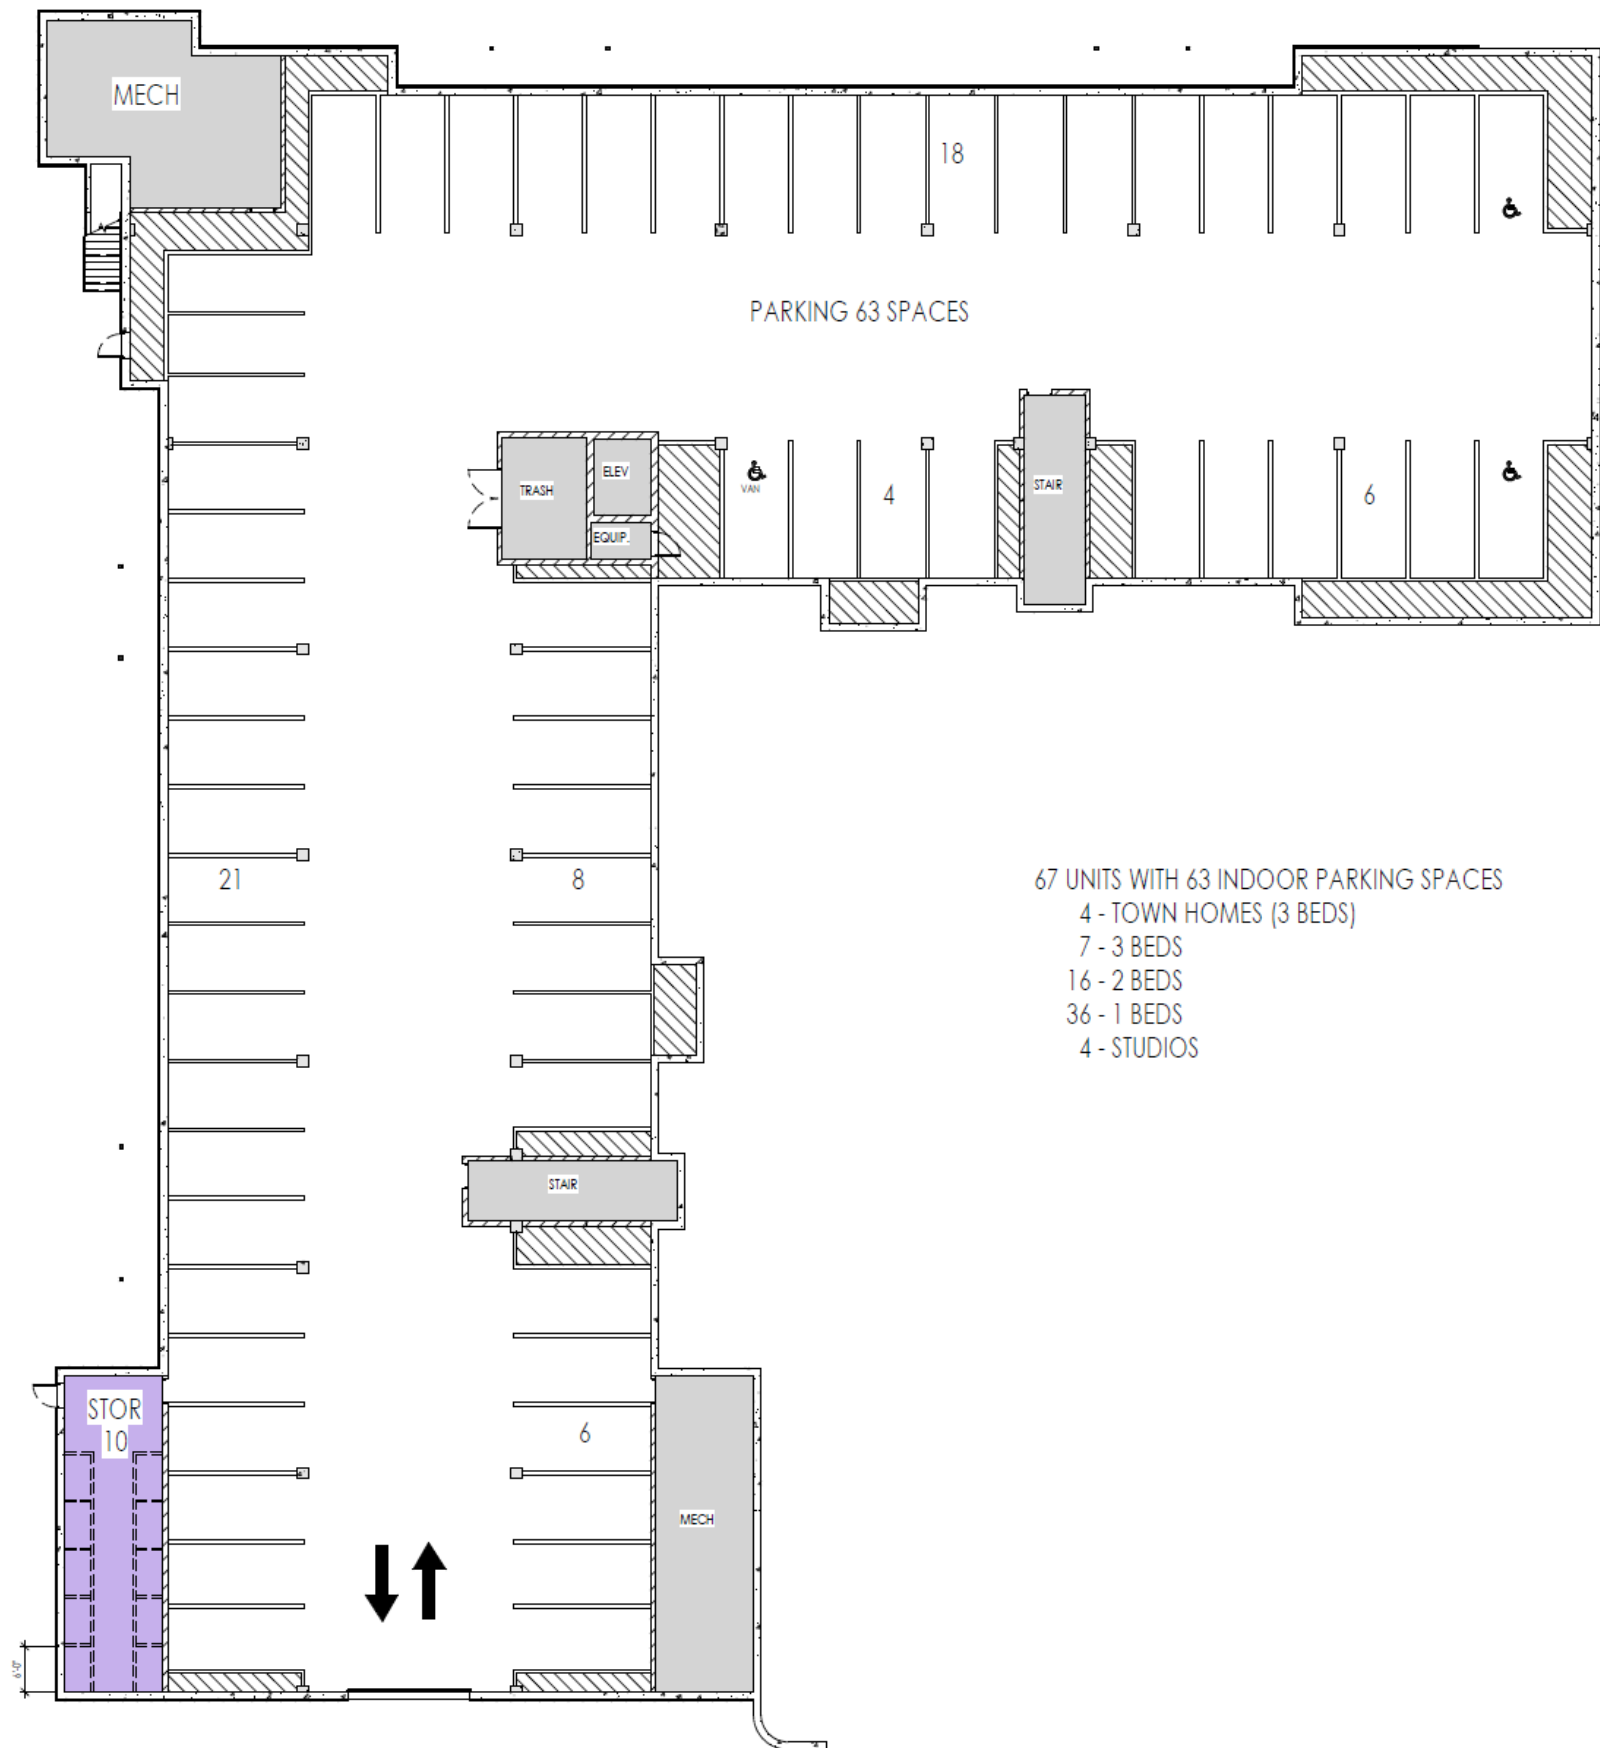 MECH
18
PARKING 63 SPACES
TRASH
ELEV
EQUIP.
VAN
4
STAIR
6
21
8
67 UNITS WITH 63 INDOOR PARKING SPACES
4 - TOWN HOMES (3 BEDS)
7 - 3 BEDS
16 - 2 BEDS
36 - 1 BEDS
4 - STUDIOS
STAIR
STOR
10
6
MECH
6'-0"